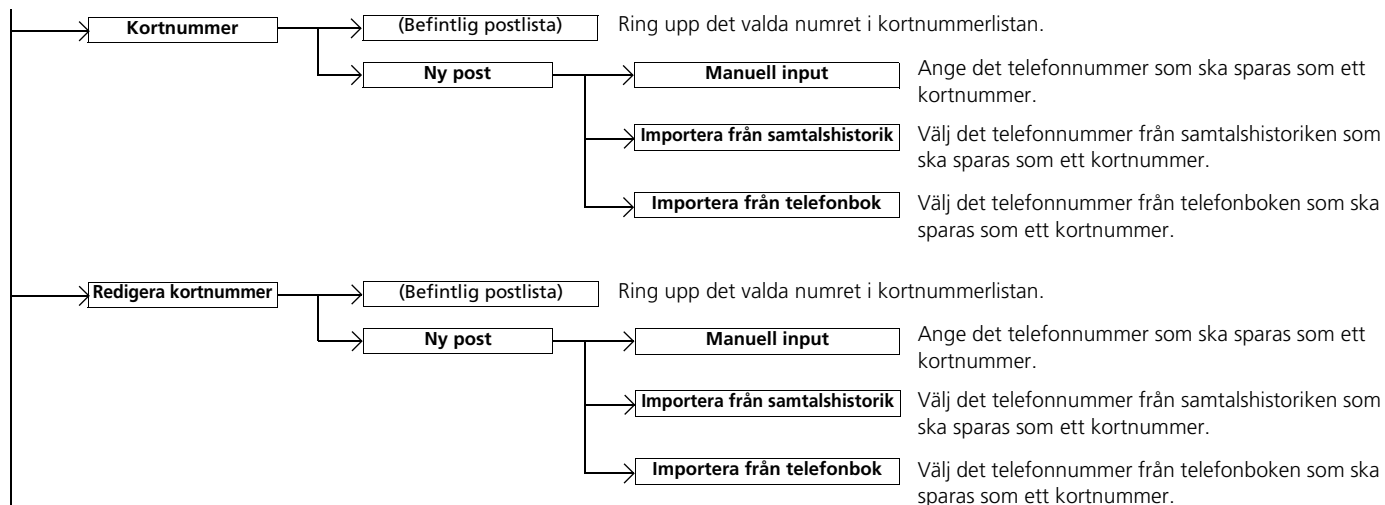 Kortnummer
(Befintlig postlista)
Ring upp det valda numret i kortnummerlistan.
Ny post
Manuell input
Ange det telefonnummer som ska sparas som ett
kortnummer.
Importera från samtalshistorik
Välj det telefonnummer från samtalshistoriken som
ska sparas som ett kortnummer.
Importera från telefonbok
Välj det telefonnummer från telefonboken som ska
sparas som ett kortnummer.
Redigera kortnummer
(Befintlig postlista)
Ring upp det valda numret i kortnummerlistan.
Ny post
Manuell input
Ange det telefonnummer som ska sparas som ett
kortnummer.
Importera från samtalshistorik
Välj det telefonnummer från samtalshistoriken som
ska sparas som ett kortnummer.
Importera från telefonbok
Välj det telefonnummer från telefonboken som ska
sparas som ett kortnummer.